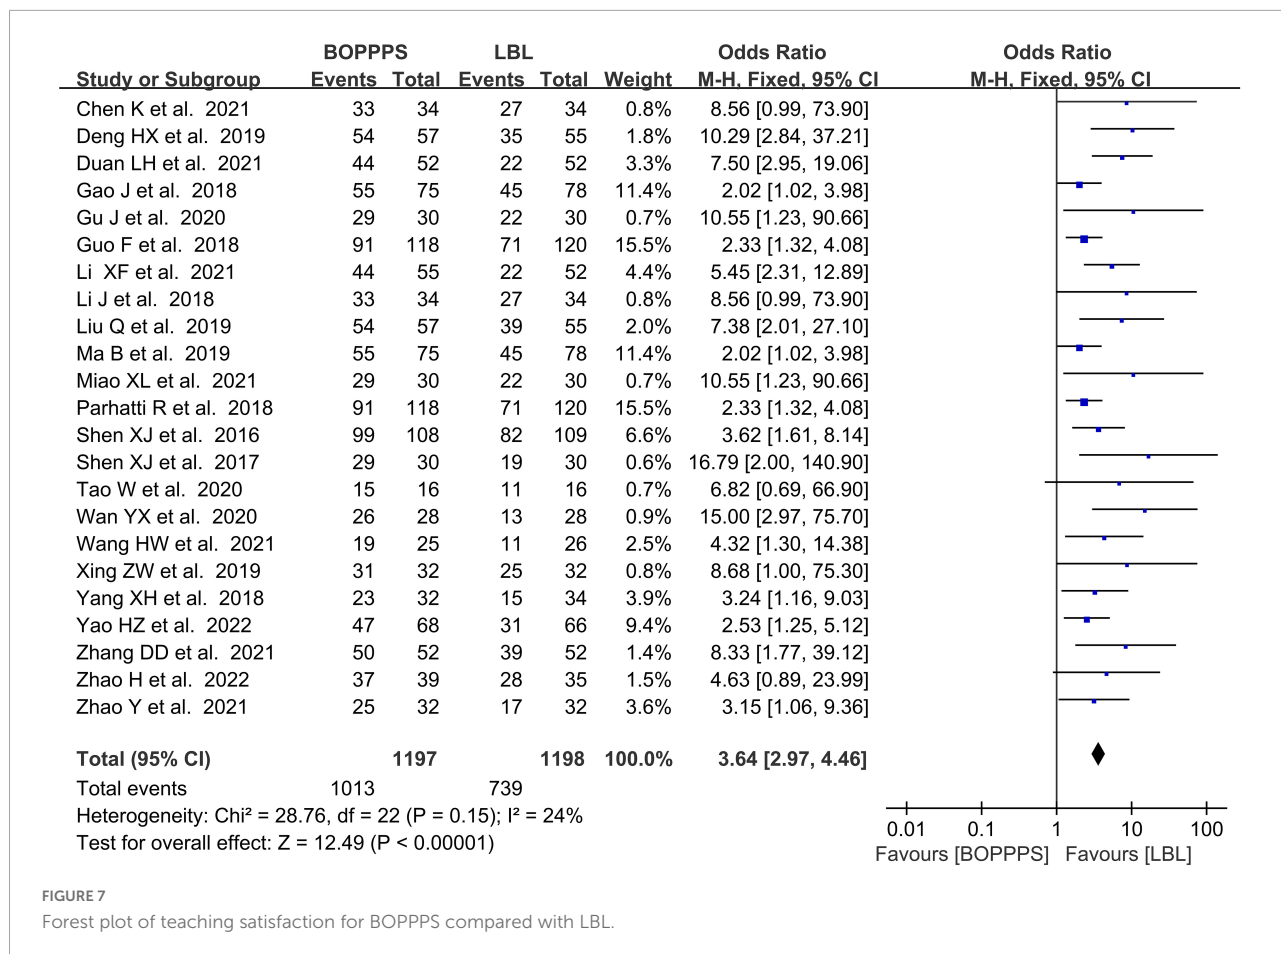 BOPPPS LBL Odds Ratio Odds Ratio
Study or Subgroup Events Total Events Total Weight M-H, Fixed, 95% CI M-H, Fixed, 95% CI
Chen K et al. 2021 33 34 27 34 0.8% 8.56 [0.99, 73.90]
Deng HX et al. 2019 54 57 35 55 1.8% 10.29 [2.84, 37.21]
Duan LH et al. 2021 44 52 22 52 3.3% 7.50 [2.95, 19.06]
Gao J et al. 2018 55 75 45 78 11.4% 2.02 [1.02, 3.98]
Gu J et al. 2020 29 30 22 30 0.7% 10.55 [1.23, 90.66]
Guo F et al. 2018 91 118 71 120 15.5% 2.33 [1.32, 4.08]
Li XF et al. 2021 44 55 22 52 4.4% 5.45 [2.31, 12.89]
Li J et al. 2018 33 34 27 34 0.8% 8.56 [0.99, 73.90]
Liu Q et al. 2019 54 57 39 55 2.0% 7.38 [2.01, 27.10]
Ma B et al. 2019 55 75 45 78 11.4% 2.02 [1.02, 3.98]
Miao XL et al. 2021 29 30 22 30 0.7% 10.55 [1.23, 90.66]
Parhatti R et al. 2018 91 118 71 120 15.5% 2.33 [1.32, 4.08]
Shen XJ et al. 2016 99 108 82 109 6.6% 3.62 [1.61, 8.14]
Shen XJ et al. 2017 29 30 19 30 0.6% 16.79 [2.00, 140.90]
Tao W et al. 2020 15 16 11 16 0.7% 6.82 [0.69, 66.90]
Wan YX et al. 2020 26 28 13 28 0.9% 15.00 [2.97, 75.70]
Wang HW et al. 2021 19 25 11 26 2.5% 4.32 [1.30, 14.38]
Xing ZW et al. 2019 31 32 25 32 0.8% 8.68 [1.00, 75.30]
Yang XH et al. 2018 23 32 15 34 3.9% 3.24 [1.16, 9.03]
Yao HZ et al. 2022 47 68 31 66 9.4% 2.53 [1.25, 5.12]
Zhang DD et al. 2021 50 52 39 52 1.4% 8.33 [1.77, 39.12]
Zhao H et al. 2022 37 39 28 35 1.5% 4.63 [0.89, 23.99]
Zhao Y et al. 2021 25 32 17 32 3.6% 3.15 [1.06, 9.36]
Total (95% CI) 1197 1198 100.0% 3.64 [2.97, 4.46]
Total events 1013 739
Heterogeneity: Chi² = 28.76, df = 22 (P = 0.15); I² = 24%
Test for overall effect: Z = 12.49 (P < 0.00001)
0.01 0.1 1 10 100
Favours [BOPPPS] Favours [LBL]
FIGURE 7
Forest plot of teaching satisfaction for BOPPPS compared with LBL.